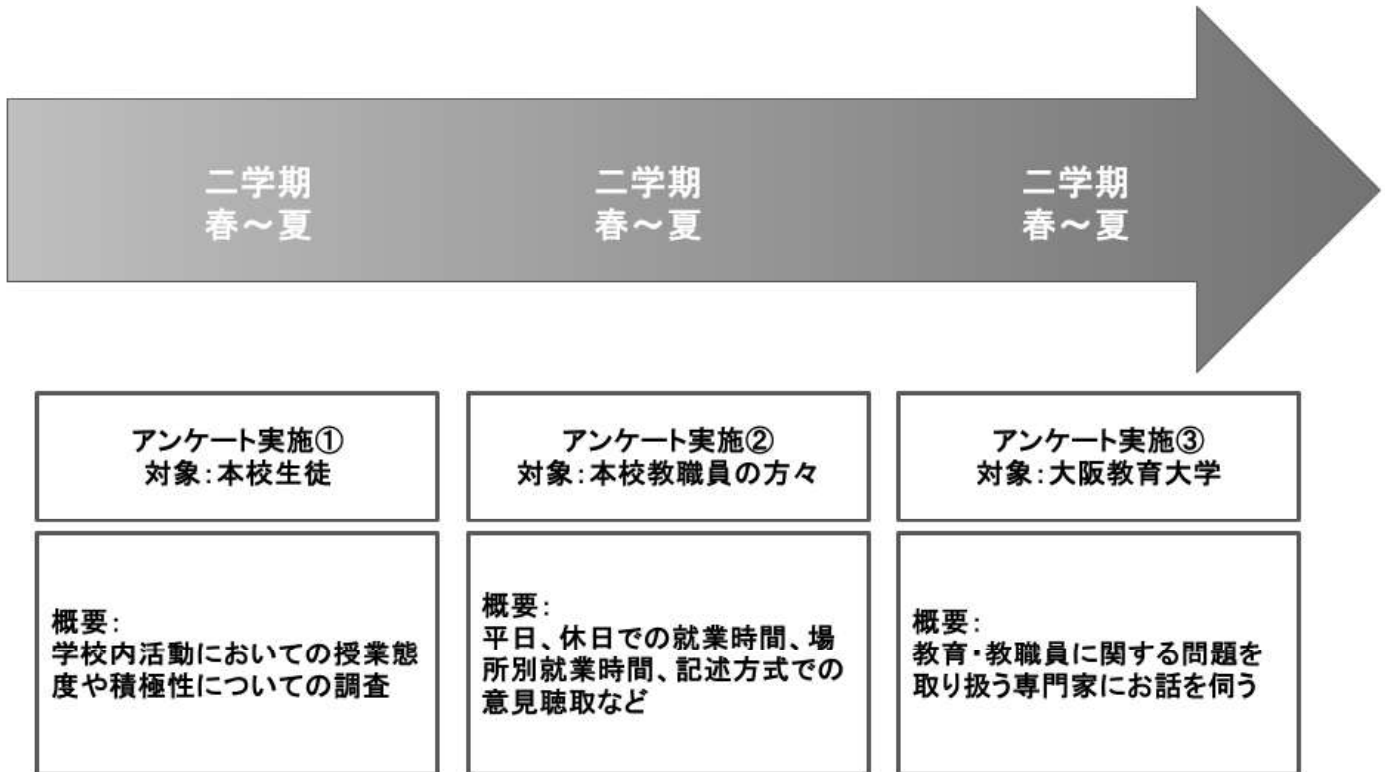 二学期
春～夏
二学期
春～夏
二学期
春～夏
アンケート実施①
対象：本校生徒
アンケート実施②
対象：本校教職員の方々
アンケート実施③
対象：大阪教育大学
概要：
学校内活動においての授業態
度や積極性についての調査
概要：
平日、休日での就業時間、場
所別就業時間、記述方式での
意見聴取など
概要：
教育・教職員に関する問題を
取り扱う専門家にお話を伺う